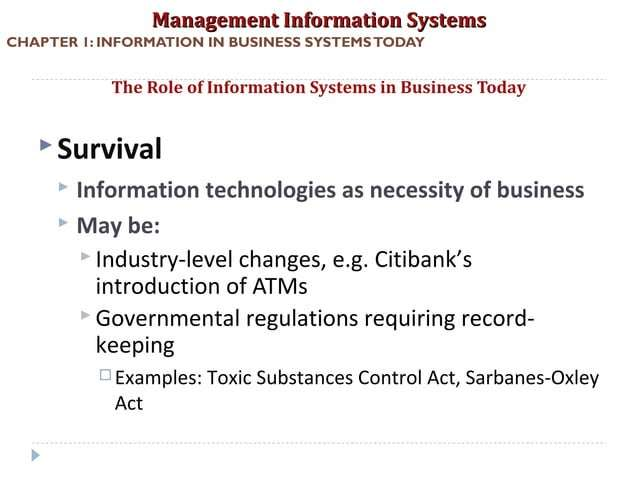 Management Information Systems
CHAPTER 1: INFORMATION IN BUSINESS SYSTEMS TODAY
The Role of Information Systems in Business Today
Survival
Information technologies as necessity of business
May be:
Industry-level changes, e.g. Citibank’s
introduction of ATMs
Governmental regulations requiring record-
keeping
Examples: Toxic Substances Control Act, Sarbanes-Oxley
Act